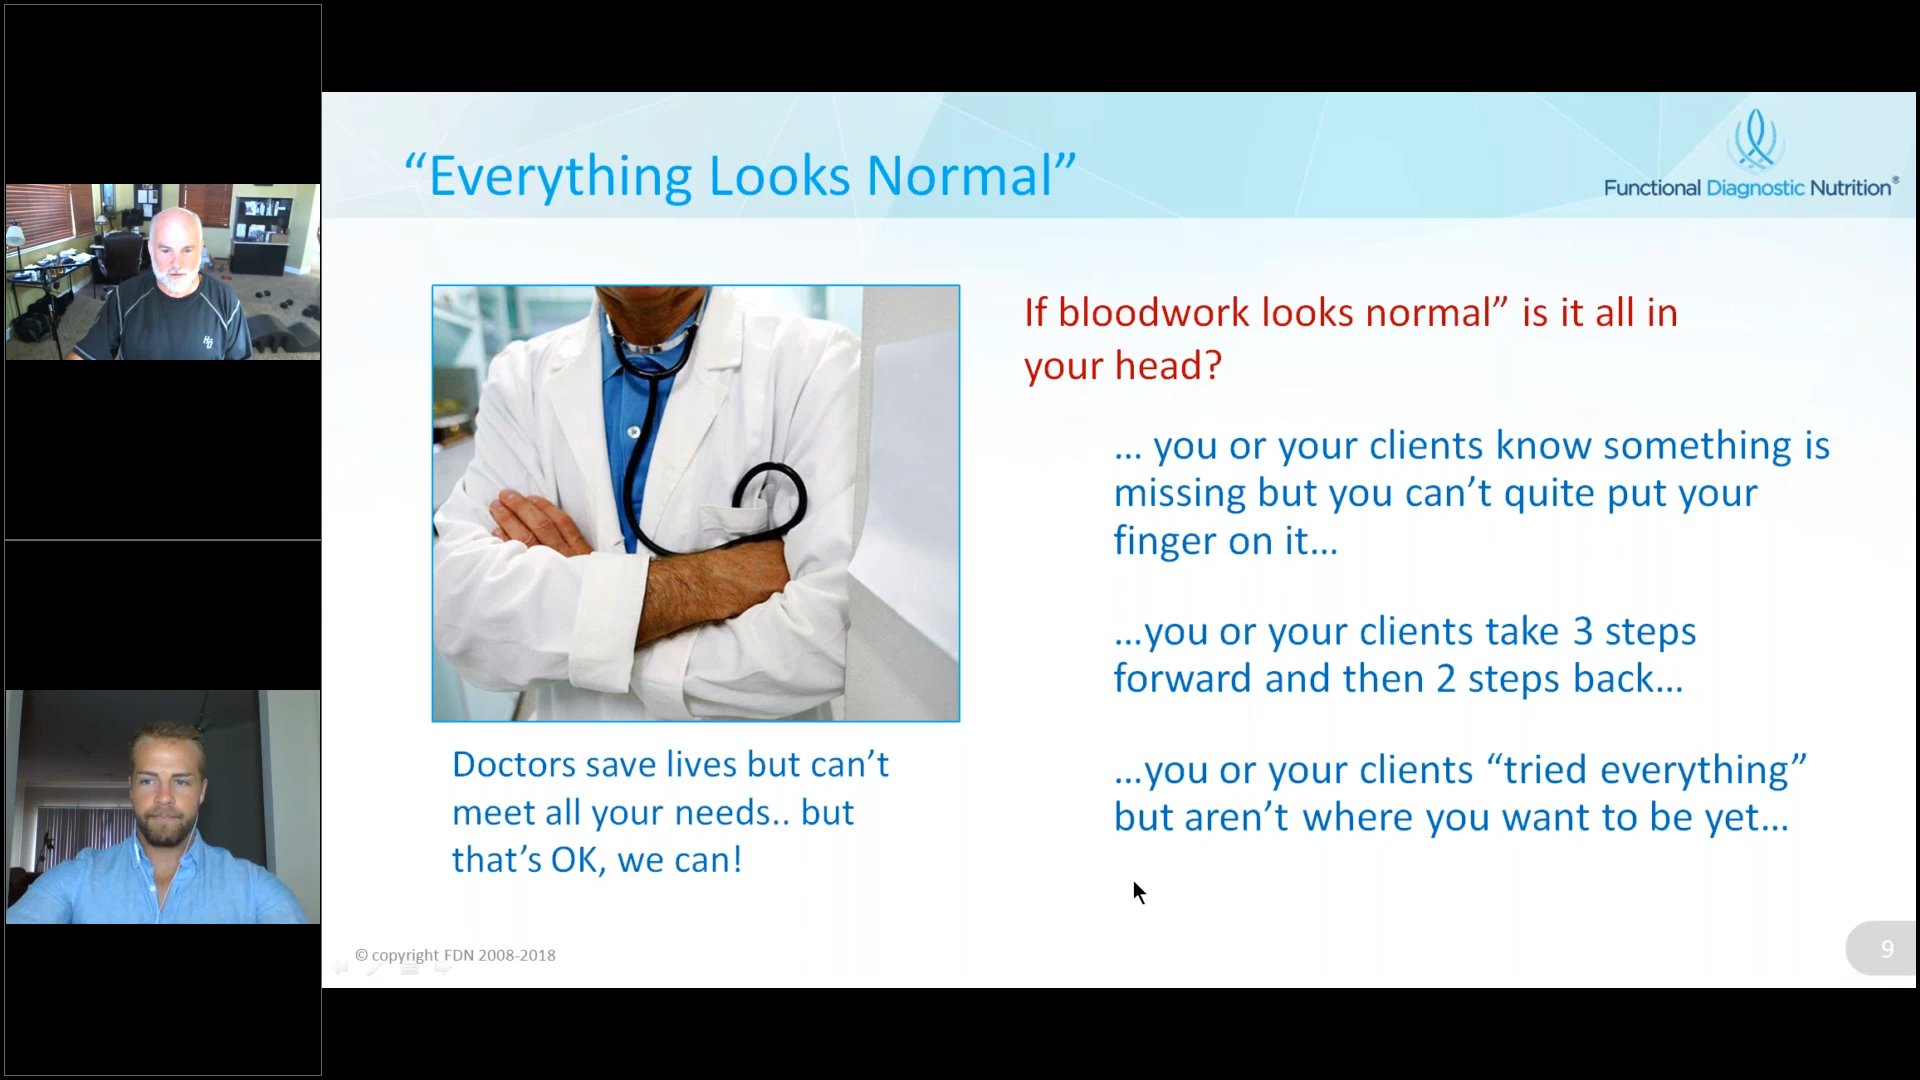 “Everything Looks Normal”
Functional Diagnostic Nutrition®
If bloodwork looks normal” is it all in
your head?
... you or your clients know something is
missing but you can’t quite put your
finger on it...
...you or your clients take 3 steps
forward and then 2 steps back...
...you or your clients “tried everything”
but aren’t where you want to be yet...
Doctors save lives but can’t
meet all your needs.. but
that’s OK, we can!
© copyright FDN 2008-2018
9